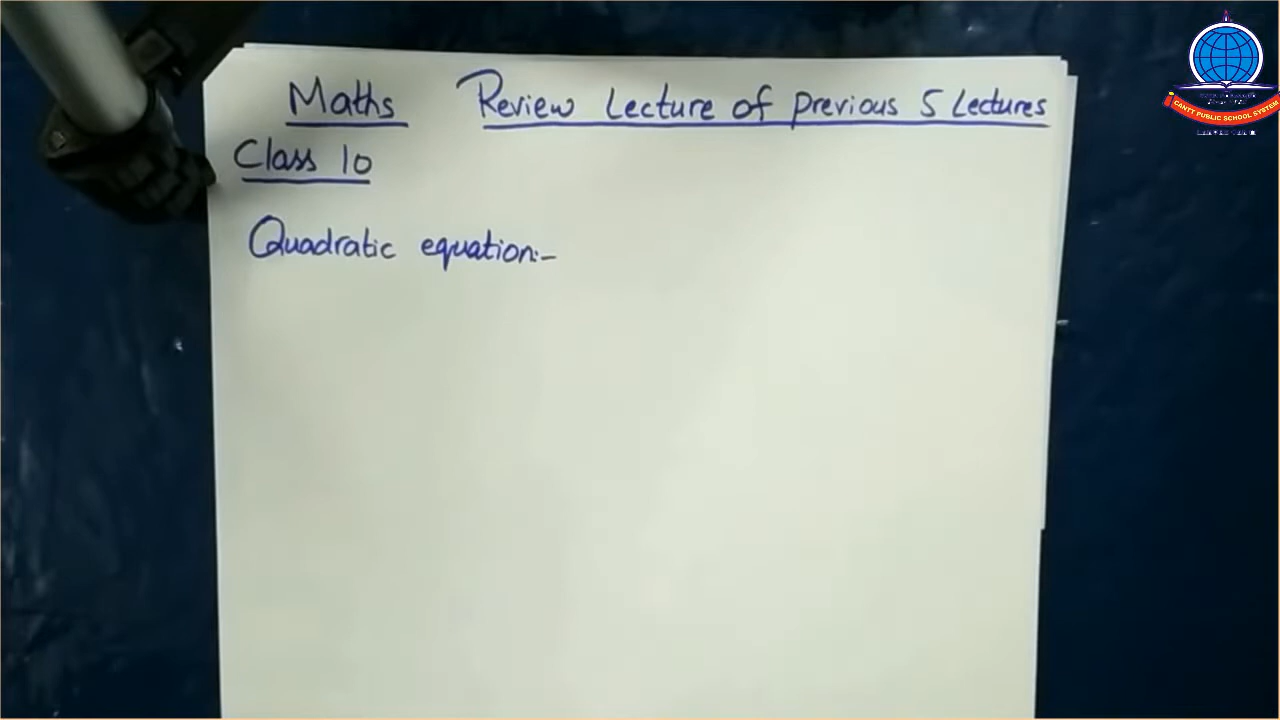 Maths Review Lecture of previous 5 Lectures
Class 10
Quadratic equation:-
CANTT PUBLIC SCHOOL SYSTEM